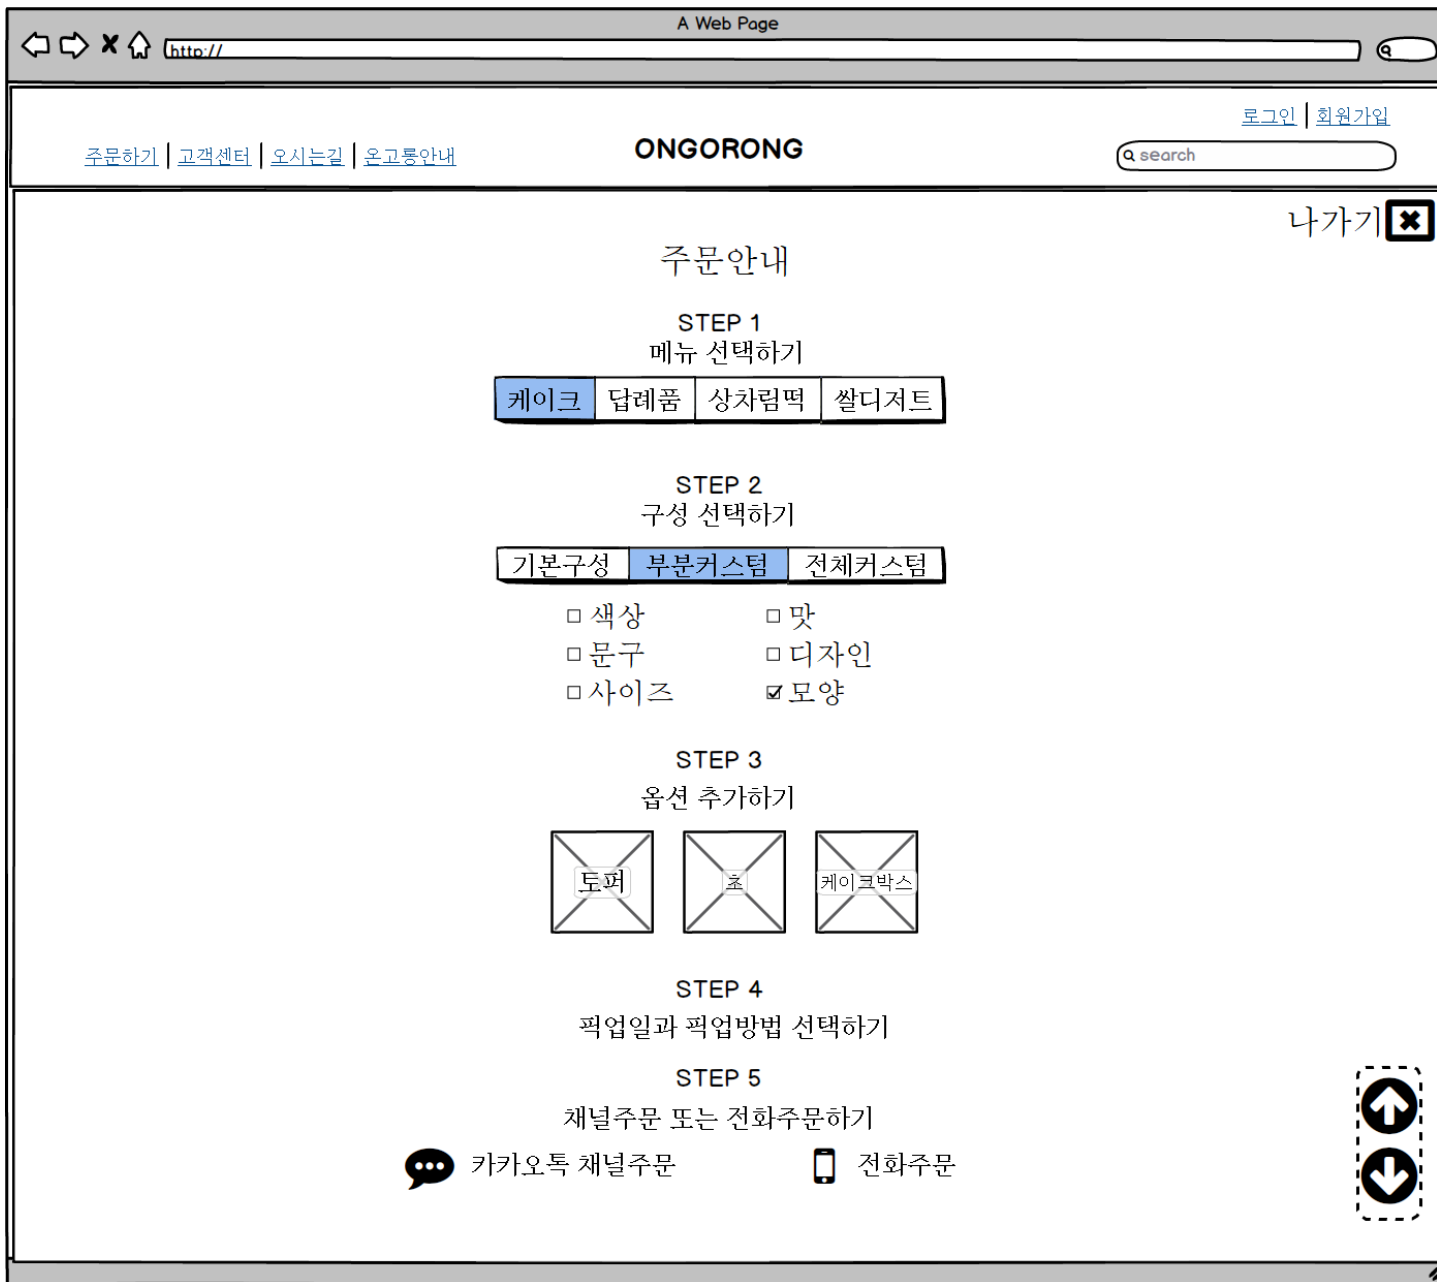 A Web Page
http://
로그인 | 회원가입
주문하기 | 고객센터 | 오시는길 | 온고롱안내
ONGORONG
search
나가기
주문안내
STEP 1
메뉴 선택하기
케이크 답례품 상차림떡 쌀디저트
STEP 2
구성 선택하기
기본구성 부분커스텀 전체커스텀
색상 맛
문구 디자인
사이즈 모양
STEP 3
옵션 추가하기
토퍼 초 케이크박스
STEP 4
픽업일과 픽업방법 선택하기
STEP 5
채널주문 또는 전화주문하기
카카오톡 채널주문 전화주문